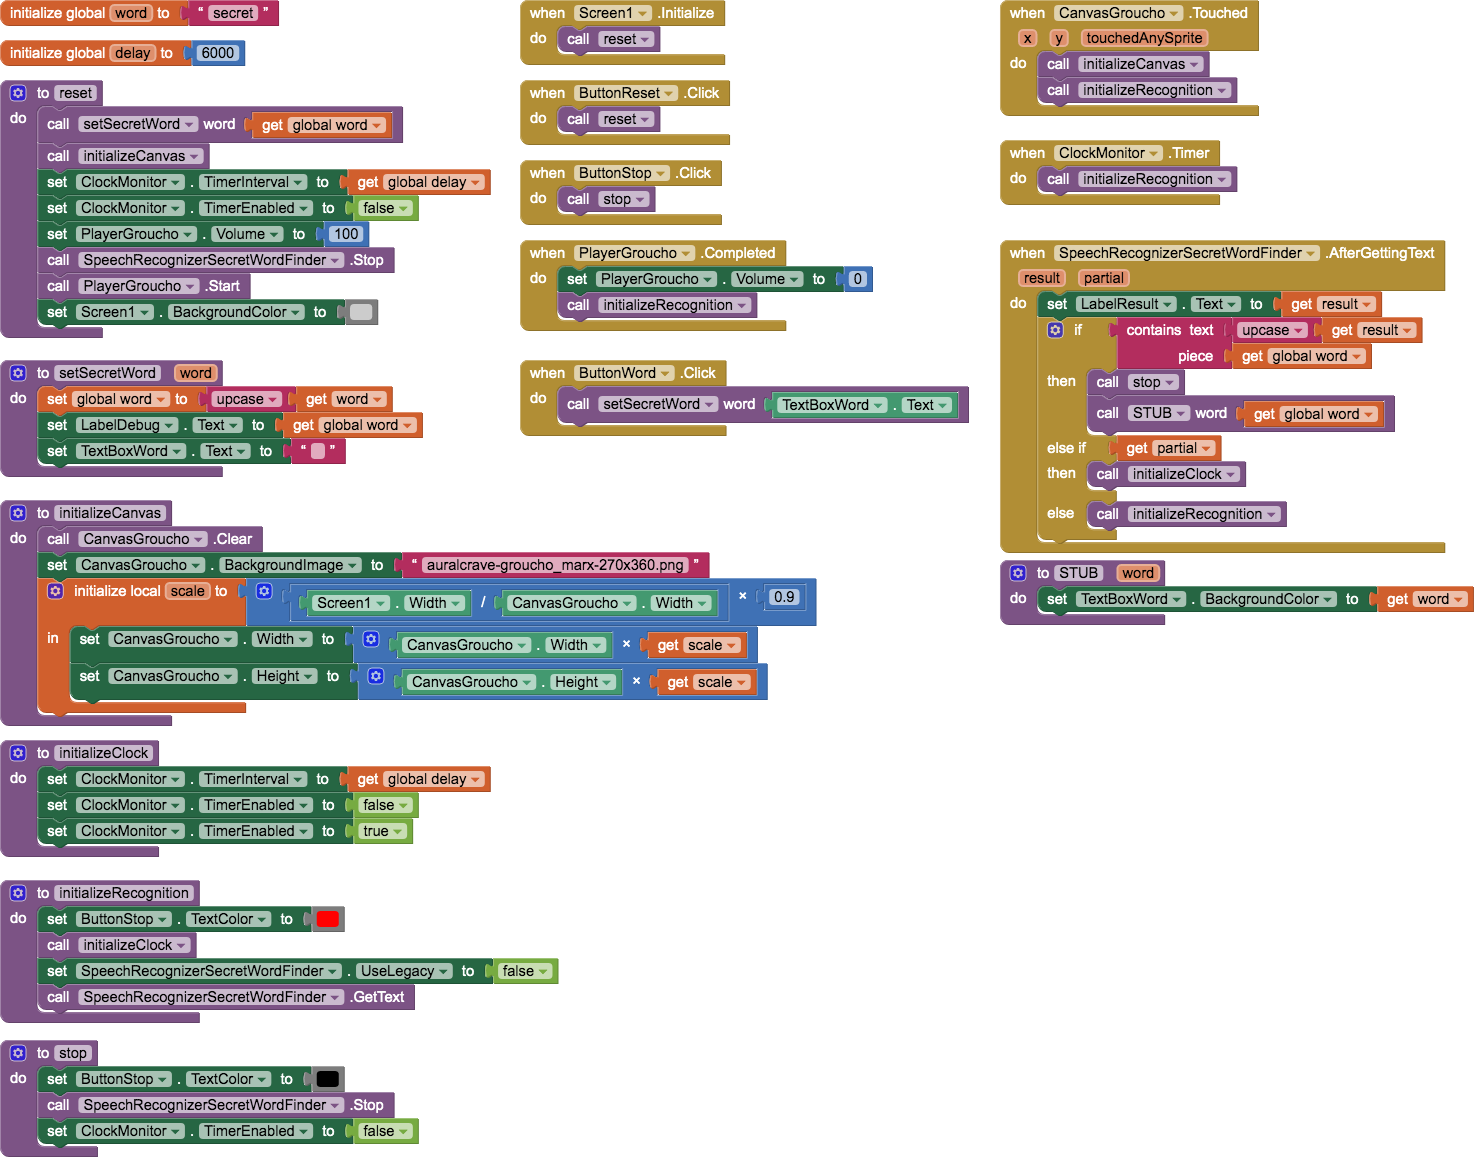 initialize global word to " secret "
initialize global delay to 6000
to reset
do call setSecretWord word get global word
call initializeCanvas
set ClockMonitor . TimerInterval to get global delay
set ClockMonitor . TimerEnabled to false
set PlayerGroucho . Volume to 100
call SpeechRecognizerSecretWordFinder .Stop
call PlayerGroucho .Start
set Screen1 . BackgroundColor to
to setSecretWord word
do set global word to upcase get word
set LabelDebug . Text to get global word
set TextBoxWord . Text to " "
to initializeCanvas
do call CanvasGroucho .Clear
set CanvasGroucho . BackgroundImage to " auralcrave-groucho_marx-270x360.png "
initialize local scale to Screen1 . Width / CanvasGroucho . Width × 0.9
in set CanvasGroucho . Width to CanvasGroucho . Width × get scale
set CanvasGroucho . Height to CanvasGroucho . Height × get scale
to initializeClock
do set ClockMonitor . TimerInterval to get global delay
set ClockMonitor . TimerEnabled to false
set ClockMonitor . TimerEnabled to true
to initializeRecognition
do set ButtonStop . TextColor to
call initializeClock
set SpeechRecognizerSecretWordFinder . UseLegacy to false
call SpeechRecognizerSecretWordFinder .GetText
to stop
do set ButtonStop . TextColor to
call SpeechRecognizerSecretWordFinder .Stop
set ClockMonitor . TimerEnabled to false
when Screen1 .Initialize
do call reset
when ButtonReset .Click
do call reset
when ButtonStop .Click
do call stop
when PlayerGroucho .Completed
do set PlayerGroucho . Volume to 0
call initializeRecognition
when ButtonWord .Click
do call setSecretWord word TextBoxWord . Text
when CanvasGroucho .Touched
x y touchedAnySprite
do call initializeCanvas
call initializeRecognition
when ClockMonitor .Timer
do call initializeRecognition
when SpeechRecognizerSecretWordFinder .AfterGettingText
result partial
do set LabelResult . Text to get result
if contains text upcase get result
piece get global word
then call stop
call STUB word get global word
else if get partial
then call initializeClock
else call initializeRecognition
to STUB word
do set TextBoxWord . BackgroundColor to get word